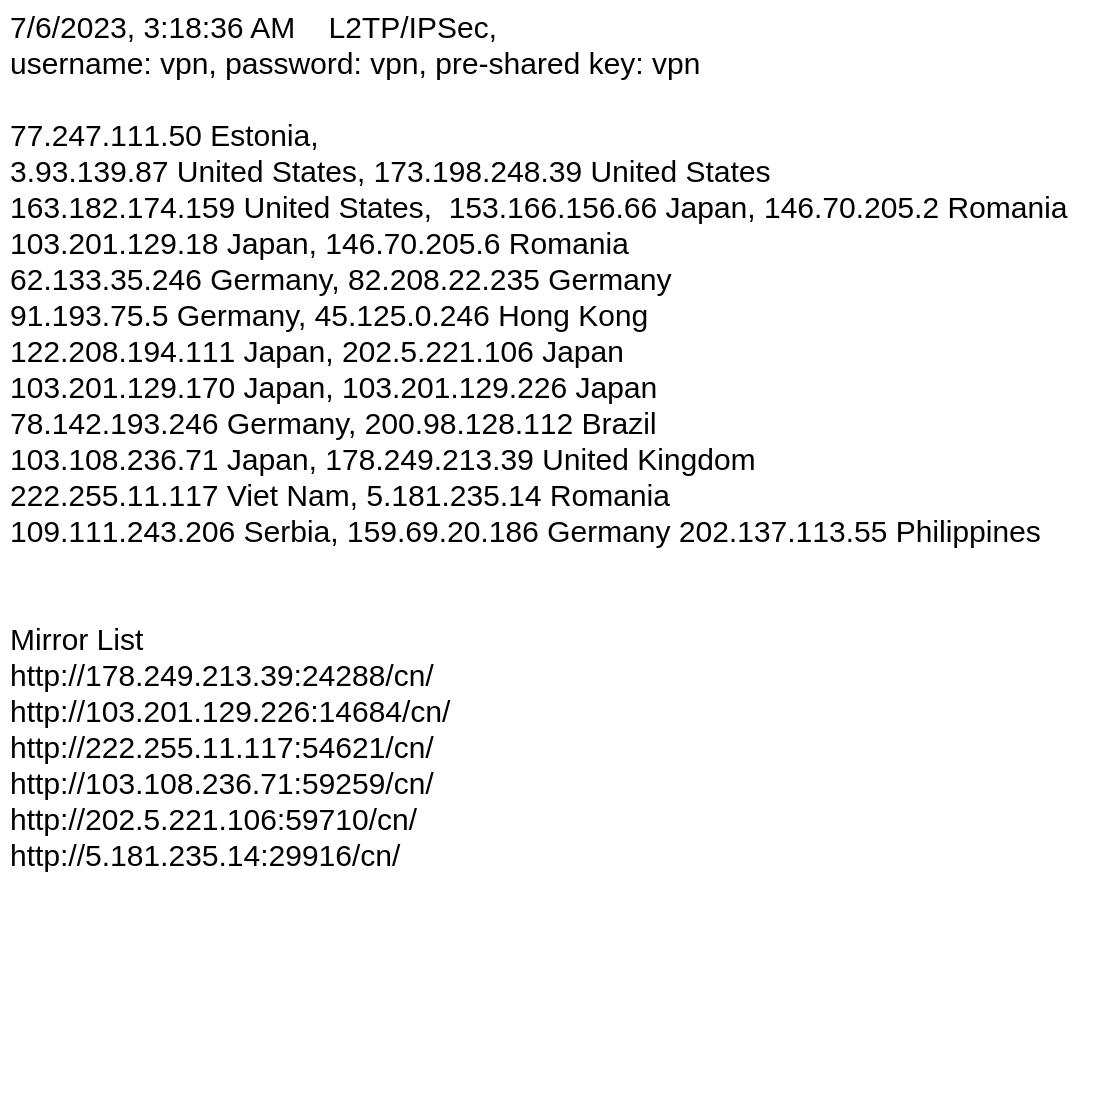 7/6/2023, 3:18:36 AM    L2TP/IPSec,
username: vpn, password: vpn, pre-shared key: vpn
77.247.111.50 Estonia,
3.93.139.87 United States, 173.198.248.39 United States
163.182.174.159 United States,  153.166.156.66 Japan, 146.70.205.2 Romania
103.201.129.18 Japan, 146.70.205.6 Romania
62.133.35.246 Germany, 82.208.22.235 Germany
91.193.75.5 Germany, 45.125.0.246 Hong Kong
122.208.194.111 Japan, 202.5.221.106 Japan
103.201.129.170 Japan, 103.201.129.226 Japan
78.142.193.246 Germany, 200.98.128.112 Brazil
103.108.236.71 Japan, 178.249.213.39 United Kingdom
222.255.11.117 Viet Nam, 5.181.235.14 Romania
109.111.243.206 Serbia, 159.69.20.186 Germany 202.137.113.55 Philippines
Mirror List
http://178.249.213.39:24288/cn/
http://103.201.129.226:14684/cn/
http://222.255.11.117:54621/cn/
http://103.108.236.71:59259/cn/
http://202.5.221.106:59710/cn/
http://5.181.235.14:29916/cn/